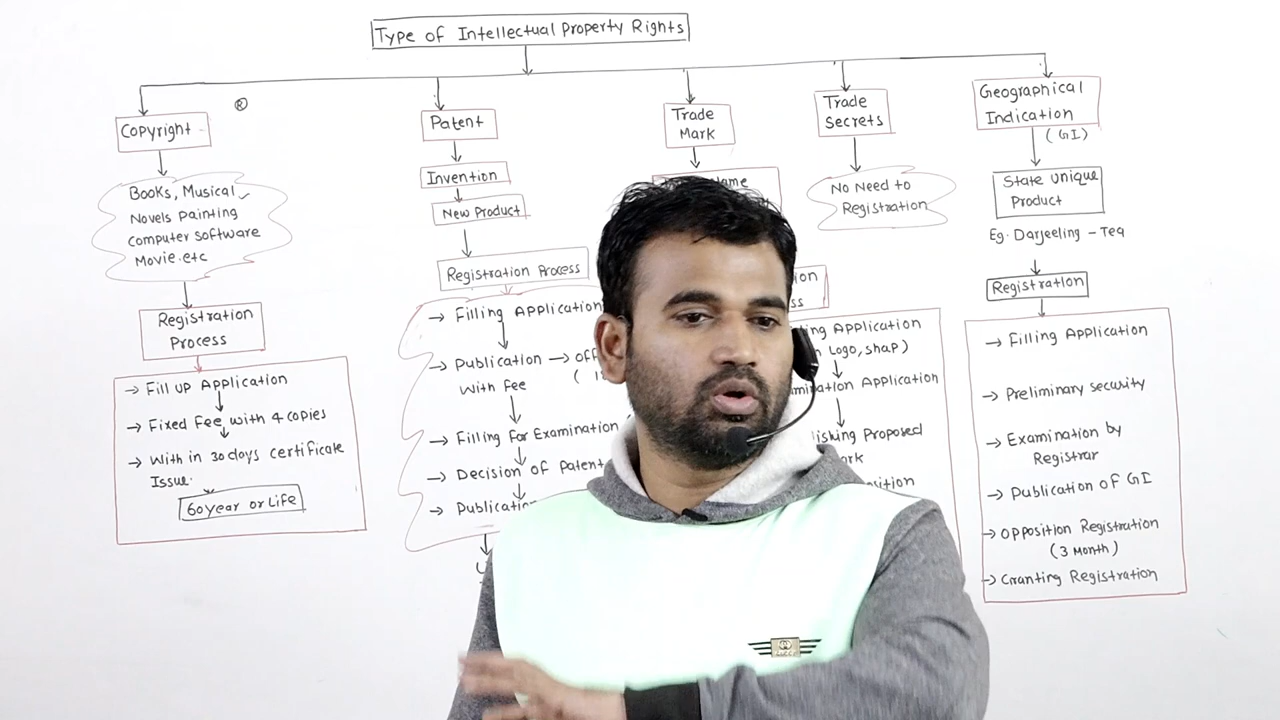 Type of Intellectual Property Rights
®
Copyright
Books, Musical
Novels painting
computer software
Movie.etc
Registration
Process
→ Fill up Application
→ Fixed Fee with 4 copies
→ With in 30 days certificate
Issue.
60 year or Life
Patent
Invention
New Product
Registration Process
→ Filling Application
→ Publication →
With Fee
→ Filling For Examination
→ Decision of Patent
→ Publication
Trade
Mark
Name
Application
Logo, shap)
Application
Proposed
Trade
Secrets
No Need to
Registration
Geographical
Indication
(GI)
State unique
Product
Eg. Darjeeling - Tea
Registration
→ Filling Application
→ Preliminary security
→ Examination by
Registrar
→ Publication of GI
→ Opposition Registration
(3 Month)
→ Granting Registration